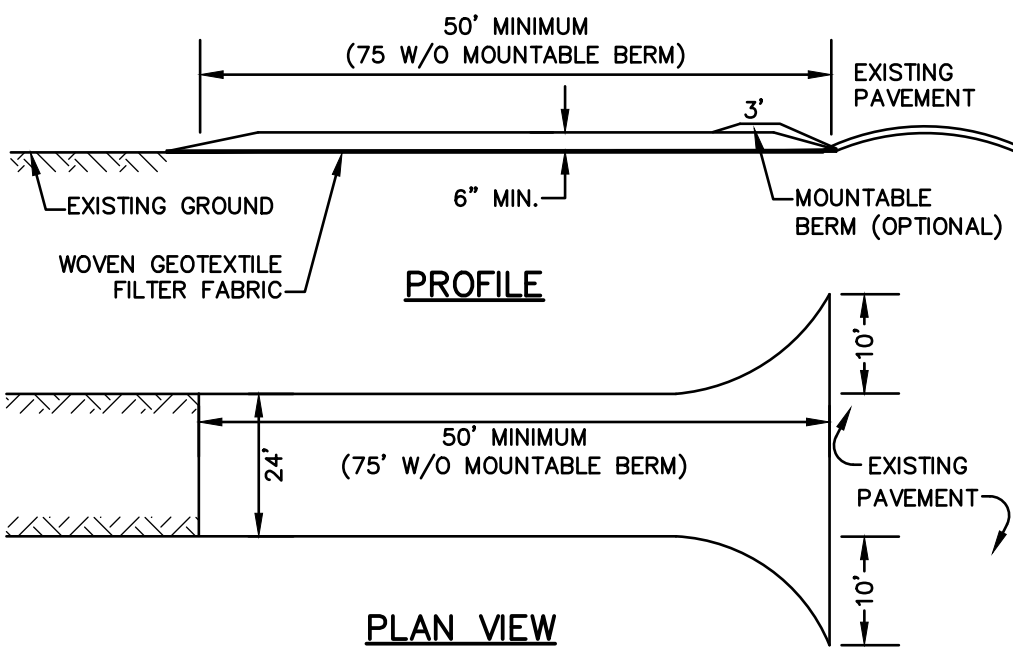 50' MINIMUM
(75 W/O MOUNTABLE BERM)
EXISTING
PAVEMENT
3'
6" MIN.
EXISTING GROUND
MOUNTABLE
BERM (OPTIONAL)
WOVEN GEOTEXTILE
FILTER FABRIC
PROFILE
10'
50' MINIMUM
(75' W/O MOUNTABLE BERM)
24'
EXISTING
PAVEMENT
10'
PLAN VIEW